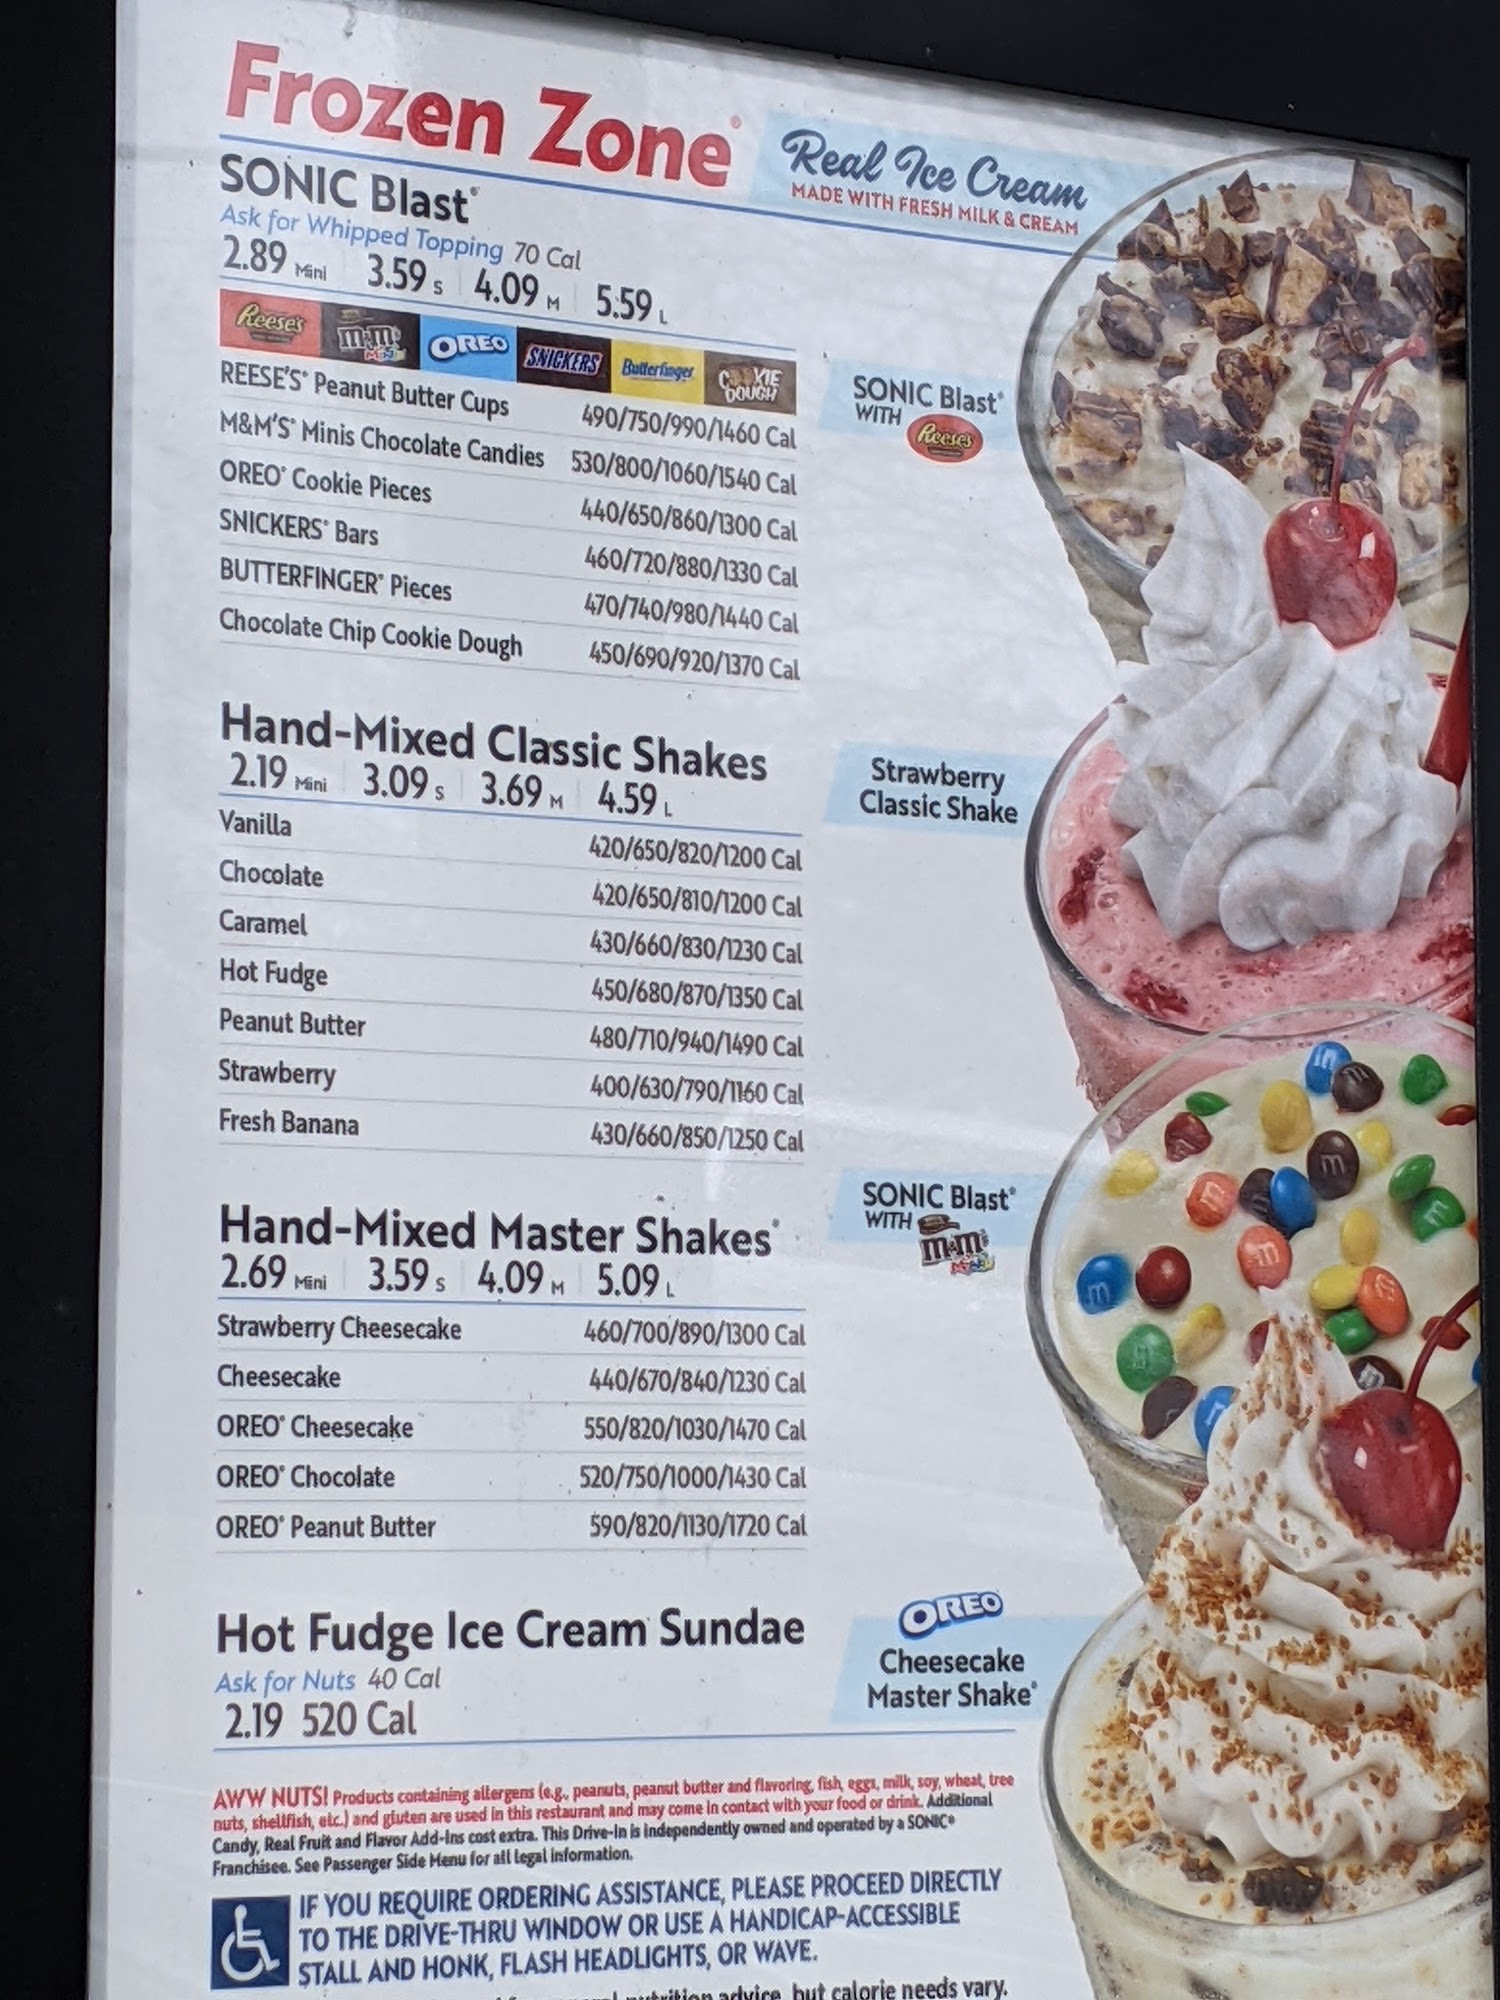 Frozen Zone®
Real Ice Cream
MADE WITH FRESH MILK & CREAM
SONIC Blast®
Ask for Whipped Topping 70 Cal
2.89 Mini 3.59 S 4.09 M 5.59 L
Reese's m&m's MINIS OREO SNICKERS Butterfinger COOKIE DOUGH
REESE'S® Peanut Butter Cups 490/750/990/1460 Cal
M&M'S® Minis Chocolate Candies 530/800/1060/1540 Cal
OREO® Cookie Pieces 440/650/860/1300 Cal
SNICKERS® Bars 460/720/880/1330 Cal
BUTTERFINGER® Pieces 470/740/980/1440 Cal
Chocolate Chip Cookie Dough 450/690/920/1370 Cal
SONIC Blast®
WITH Reese's
Hand-Mixed Classic Shakes
2.19 Mini 3.09 S 3.69 M 4.59 L
Vanilla 420/650/820/1200 Cal
Chocolate 420/650/810/1200 Cal
Caramel 430/660/830/1230 Cal
Hot Fudge 450/680/870/1350 Cal
Peanut Butter 480/710/940/1490 Cal
Strawberry 400/630/790/1160 Cal
Fresh Banana 430/660/850/1250 Cal
Strawberry
Classic Shake
Hand-Mixed Master Shakes®
2.69 Mini 3.59 S 4.09 M 5.09 L
Strawberry Cheesecake 460/700/890/1300 Cal
Cheesecake 440/670/840/1230 Cal
OREO® Cheesecake 550/820/1030/1470 Cal
OREO® Chocolate 520/750/1000/1430 Cal
OREO® Peanut Butter 590/820/1130/1720 Cal
SONIC Blast®
WITH m&m's MINIS
Hot Fudge Ice Cream Sundae
Ask for Nuts 40 Cal
2.19 520 Cal
OREO
Cheesecake
Master Shake®
AWW NUTS! Products containing allergens (e.g., peanuts, peanut butter and flavoring, fish, eggs, milk, soy, wheat, tree
nuts, shellfish, etc.) and gluten are used in this restaurant and may come in contact with your food or drink. Additional
Candy, Real Fruit and Flavor Add-Ins cost extra. This Drive-In is independently owned and operated by a SONIC®
Franchisee. See Passenger Side Menu for all legal information.
IF YOU REQUIRE ORDERING ASSISTANCE, PLEASE PROCEED DIRECTLY
TO THE DRIVE-THRU WINDOW OR USE A HANDICAP-ACCESSIBLE
STALL AND HONK, FLASH HEADLIGHTS, OR WAVE.
nutrition advice, but calorie needs vary.